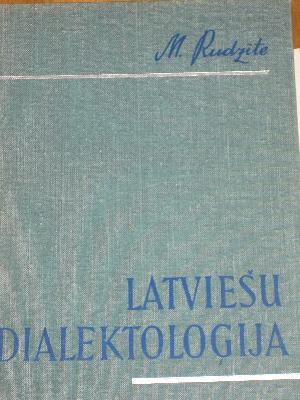 M. Rudzīte
LATVIEŠU
DIALEKTOLOĢIJA